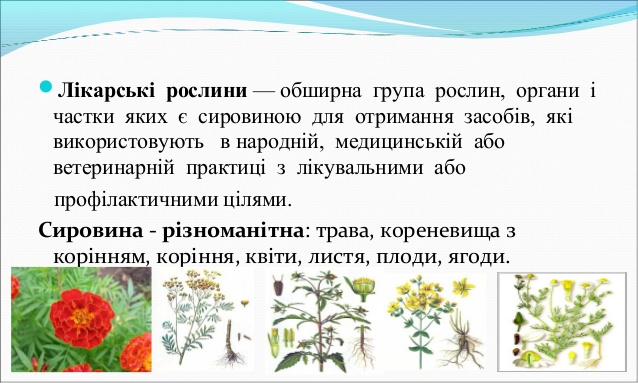 Лікарські рослини — обширна група рослин, органи і
частки яких є сировиною для отримання засобів, які
використовують в народній, медицинській або
ветеринарній практиці з лікувальними або
профілактичними цілями.
Сировина - різноманітна: трава, кореневища з
корінням, коріння, квіти, листя, плоди, ягоди.